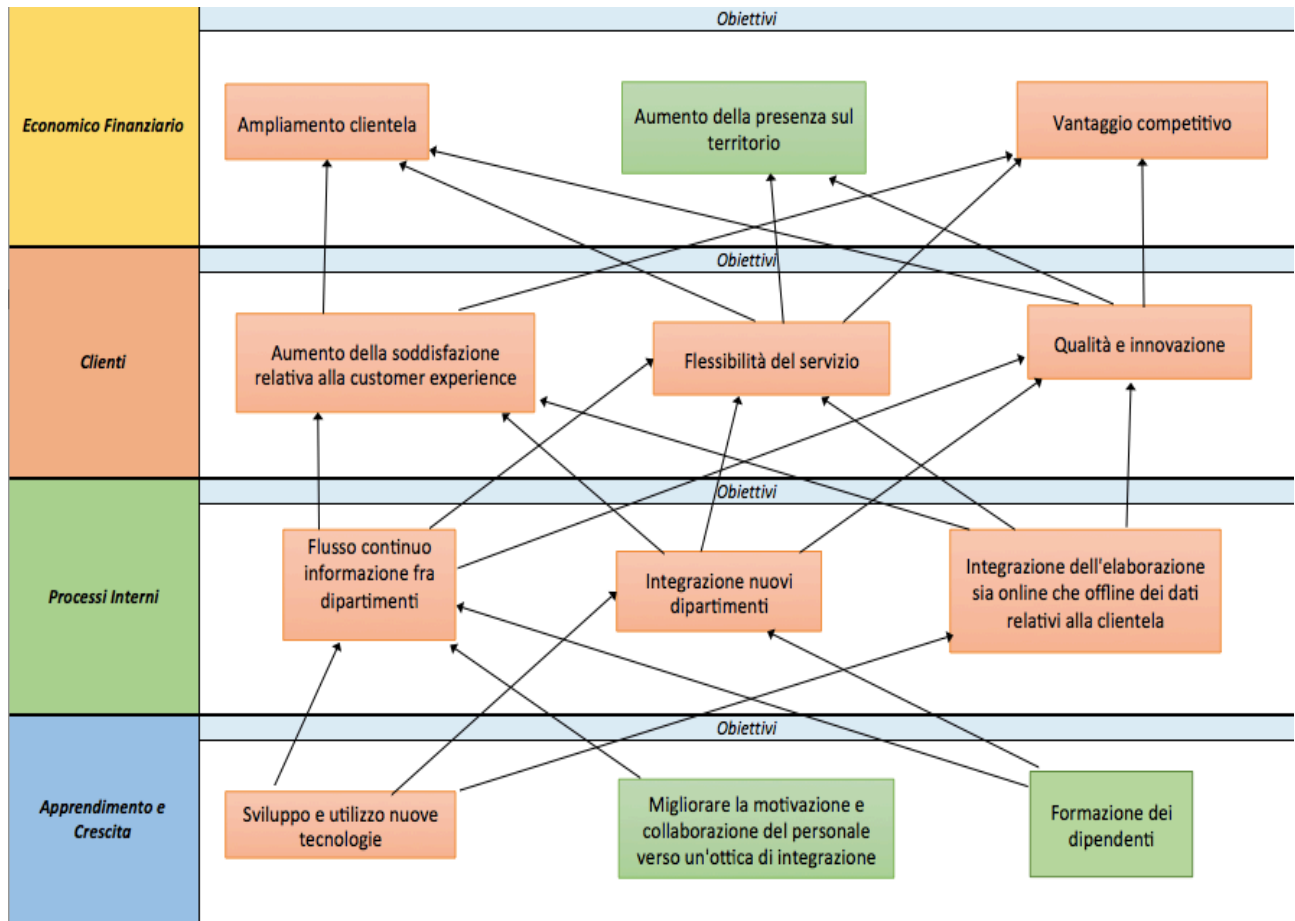 Obiettivi
Economico Finanziario
Ampliamento clientela
Aumento della presenza sul
territorio
Vantaggio competitivo
Obiettivi
Clienti
Aumento della soddisfazione
relativa alla customer experience
Flessibilità del servizio
Qualità e innovazione
Obiettivi
Processi Interni
Flusso continuo
informazione fra
dipartimenti
Integrazione nuovi
dipartimenti
Integrazione dell'elaborazione
sia online che offline dei dati
relativi alla clientela
Obiettivi
Apprendimento e
Crescita
Sviluppo e utilizzo nuove
tecnologie
Migliorare la motivazione e
collaborazione del personale
verso un'ottica di integrazione
Formazione dei
dipendenti